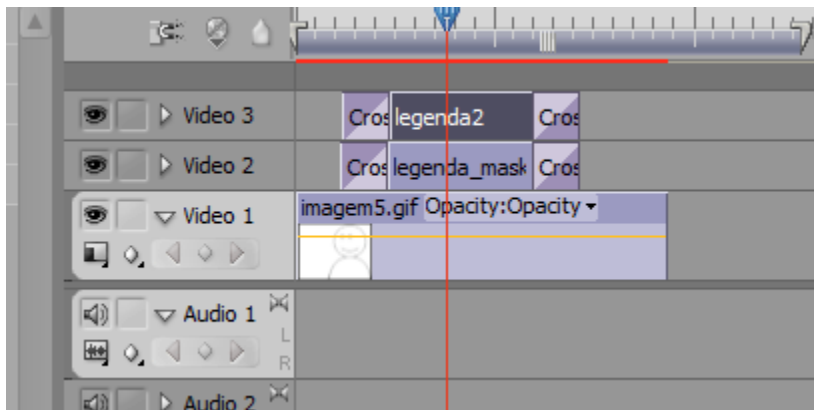 Video 3 Cros legenda2 Cros
Video 2 Cros legenda_mask Cros
Video 1 imagem5.gif Opacity:Opacity
Audio 1
L
R
Audio 2